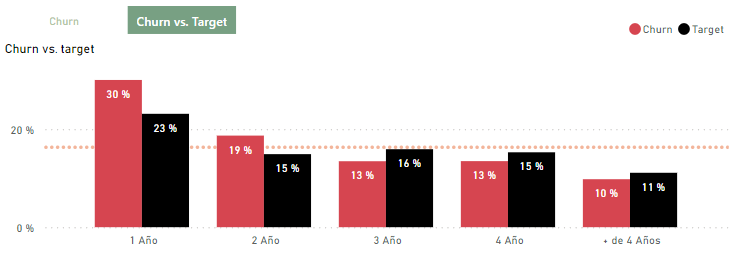 Churn
Churn vs. Target
Churn
Target
Churn vs. target
30 %
23 %
19 %
15 %
13 %
16 %
13 %
15 %
10 %
11 %
20 %
0 %
1 Año
2 Año
3 Año
4 Año
+ de 4 Años